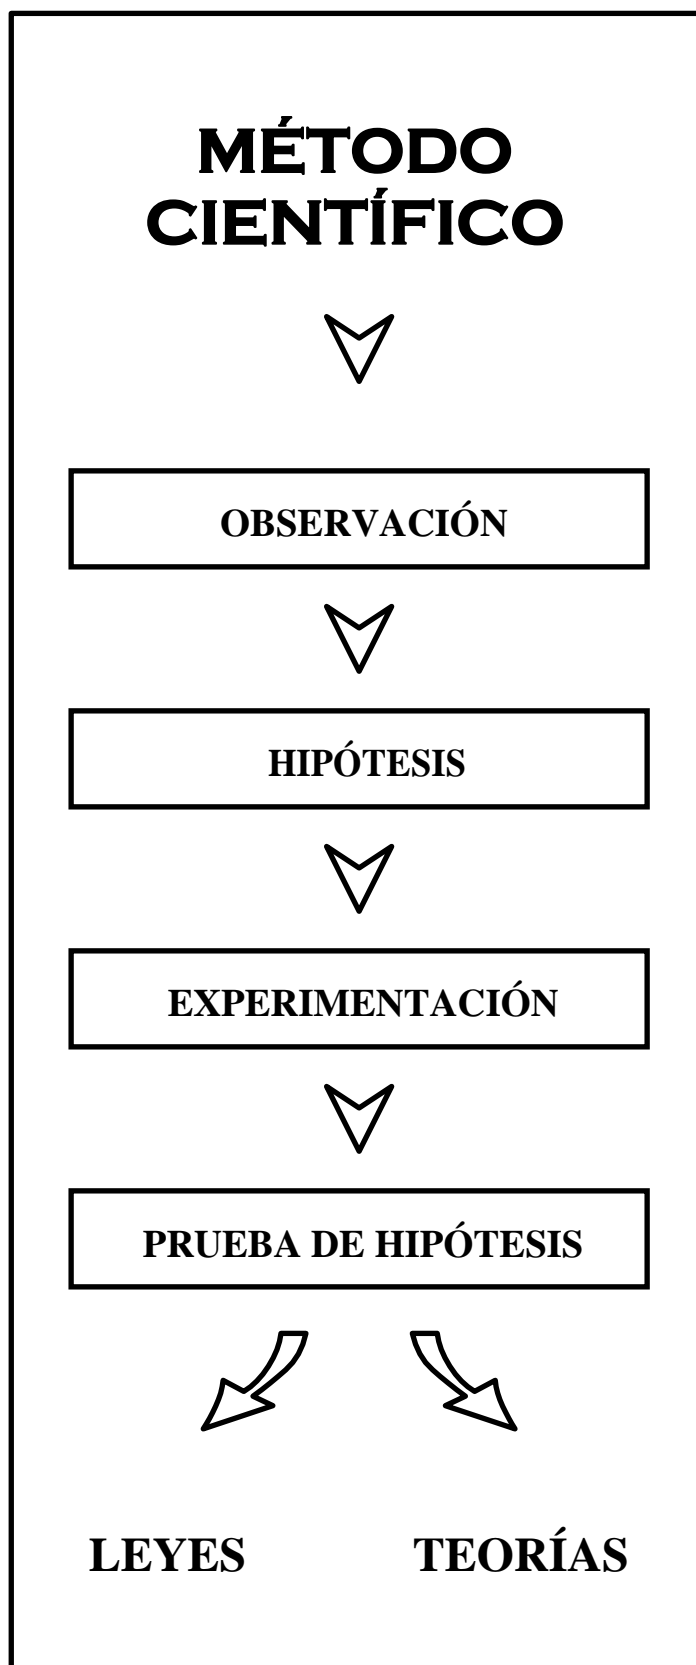 MÉTODO
CIENTÍFICO
OBSERVACIÓN
HIPÓTESIS
EXPERIMENTACIÓN
PRUEBA DE HIPÓTESIS
LEYES TEORÍAS